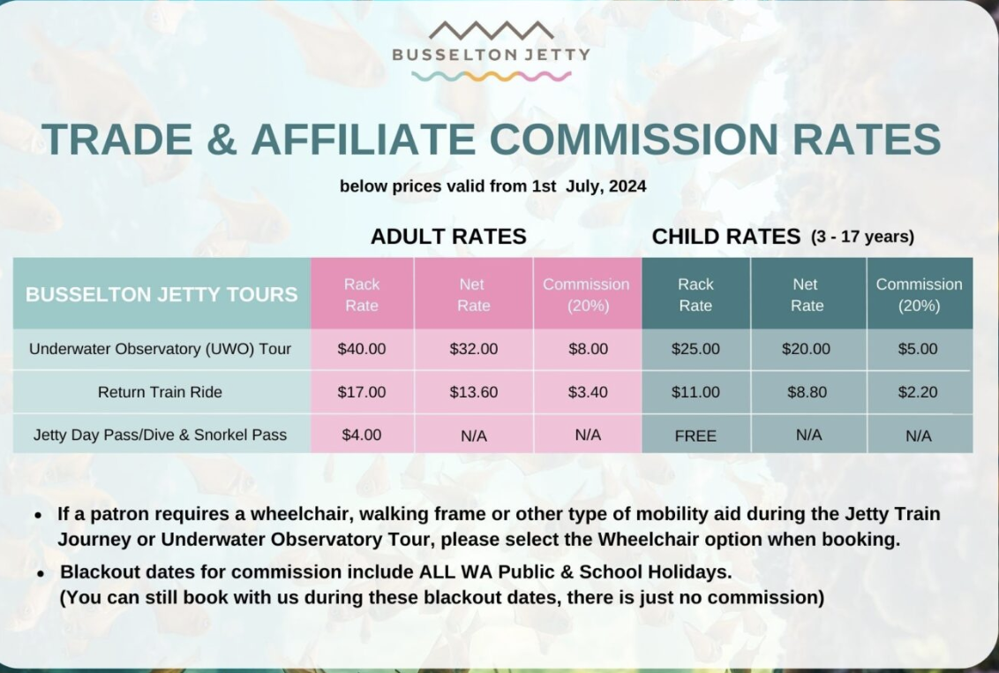 BUSSELTON JETTY
TRADE & AFFILIATE COMMISSION RATES
below prices valid from 1st July, 2024
ADULT RATES CHILD RATES (3 - 17 years)
BUSSELTON JETTY TOURS Rack Rate Net Rate Commission (20%) Rack Rate Net Rate Commission (20%)
Underwater Observatory (UWO) Tour $40.00 $32.00 $8.00 $25.00 $20.00 $5.00
Return Train Ride $17.00 $13.60 $3.40 $11.00 $8.80 $2.20
Jetty Day Pass/Dive & Snorkel Pass $4.00 N/A N/A FREE N/A N/A
• If a patron requires a wheelchair, walking frame or other type of mobility aid during the Jetty Train
Journey or Underwater Observatory Tour, please select the Wheelchair option when booking.
• Blackout dates for commission include ALL WA Public & School Holidays.
(You can still book with us during these blackout dates, there is just no commission)